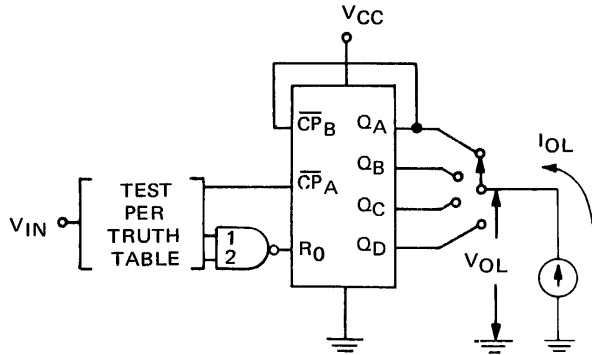 VCC
CPB
QA
QB
CPA
QC
R0
QD
TEST
PER
TRUTH
TABLE
VIN
1
2
IOL
VOL